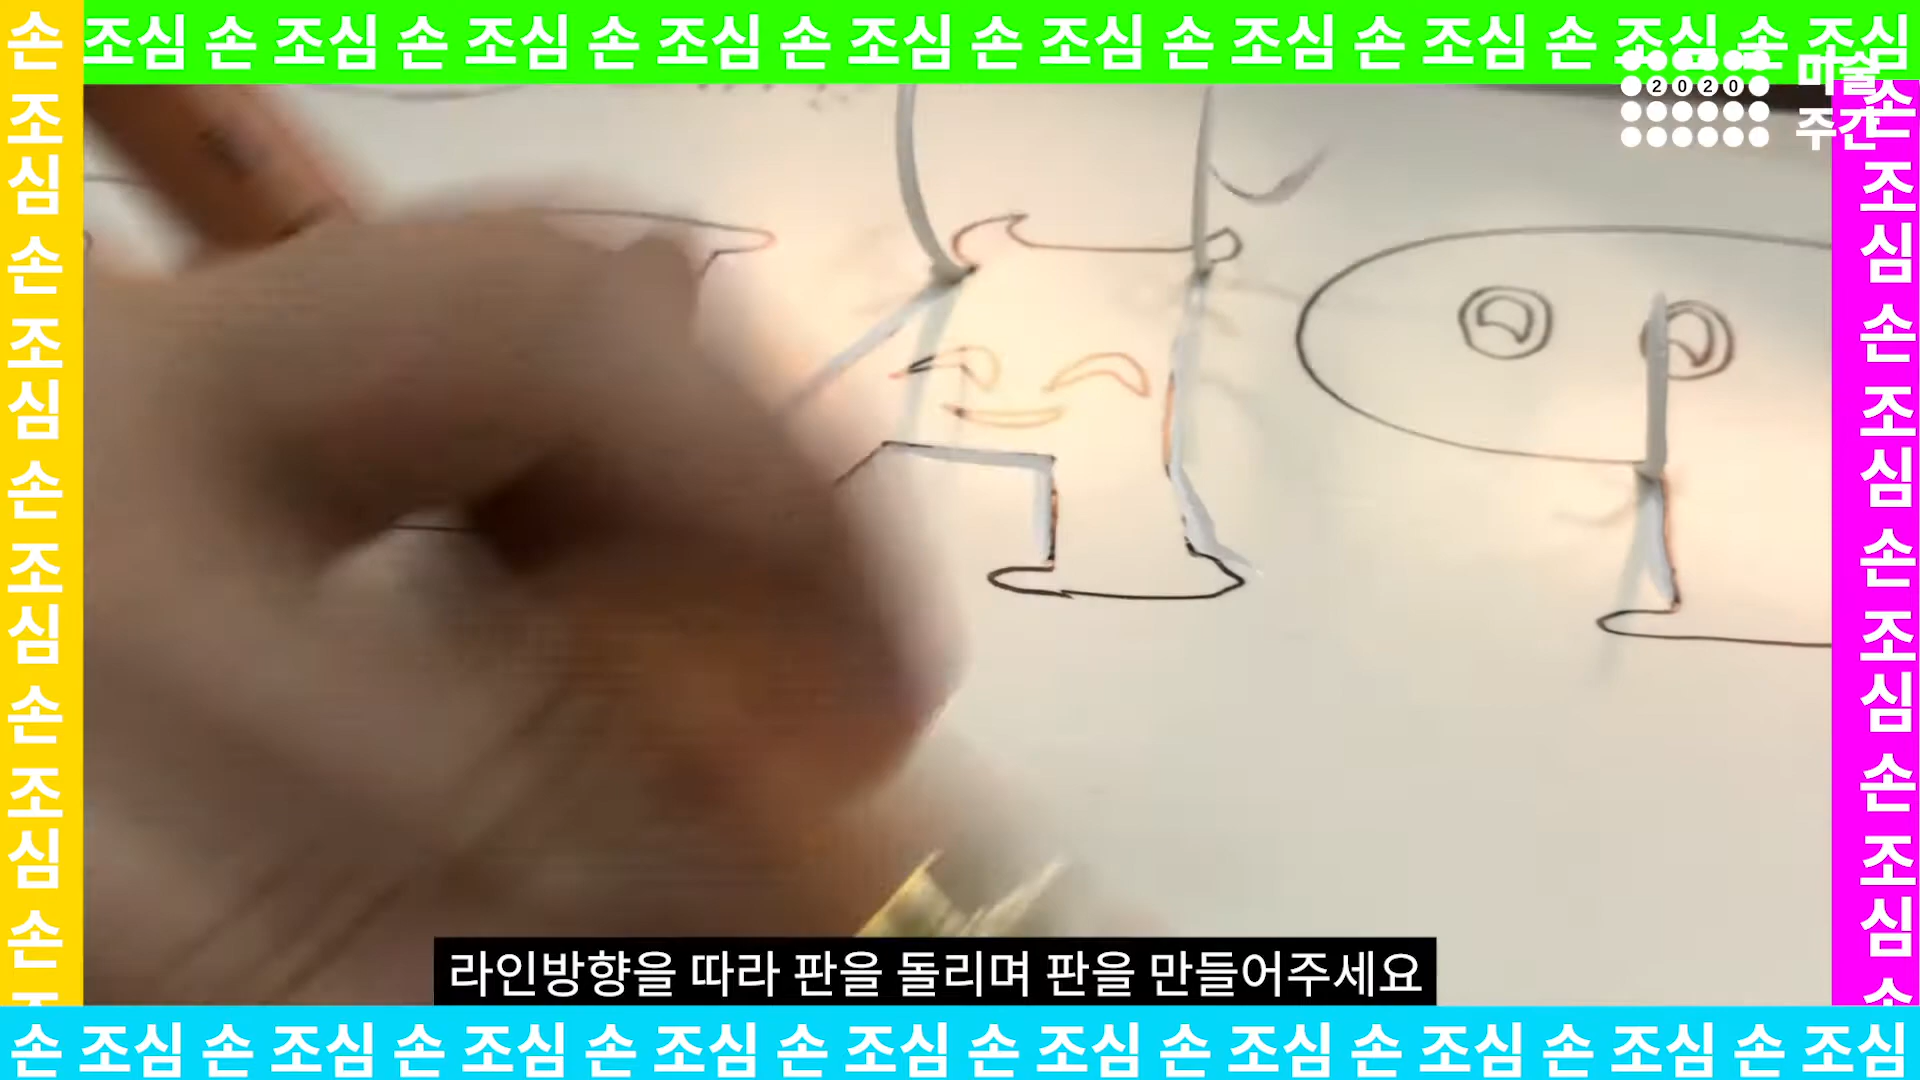 손 조심 손 조심 손 조심 손 조심 손 조심 손 조심 손 조심 손 조심 손 조심 손 조심
2020
미술
주간
손 조심 손 조심 손 조심 손 조심 손
손 조심 손 조심 손 조심 손 조심 손
라인방향을 따라 판을 돌리며 판을 만들어주세요
손 조심 손 조심 손 조심 손 조심 손 조심 손 조심 손 조심 손 조심 손 조심 손 조심